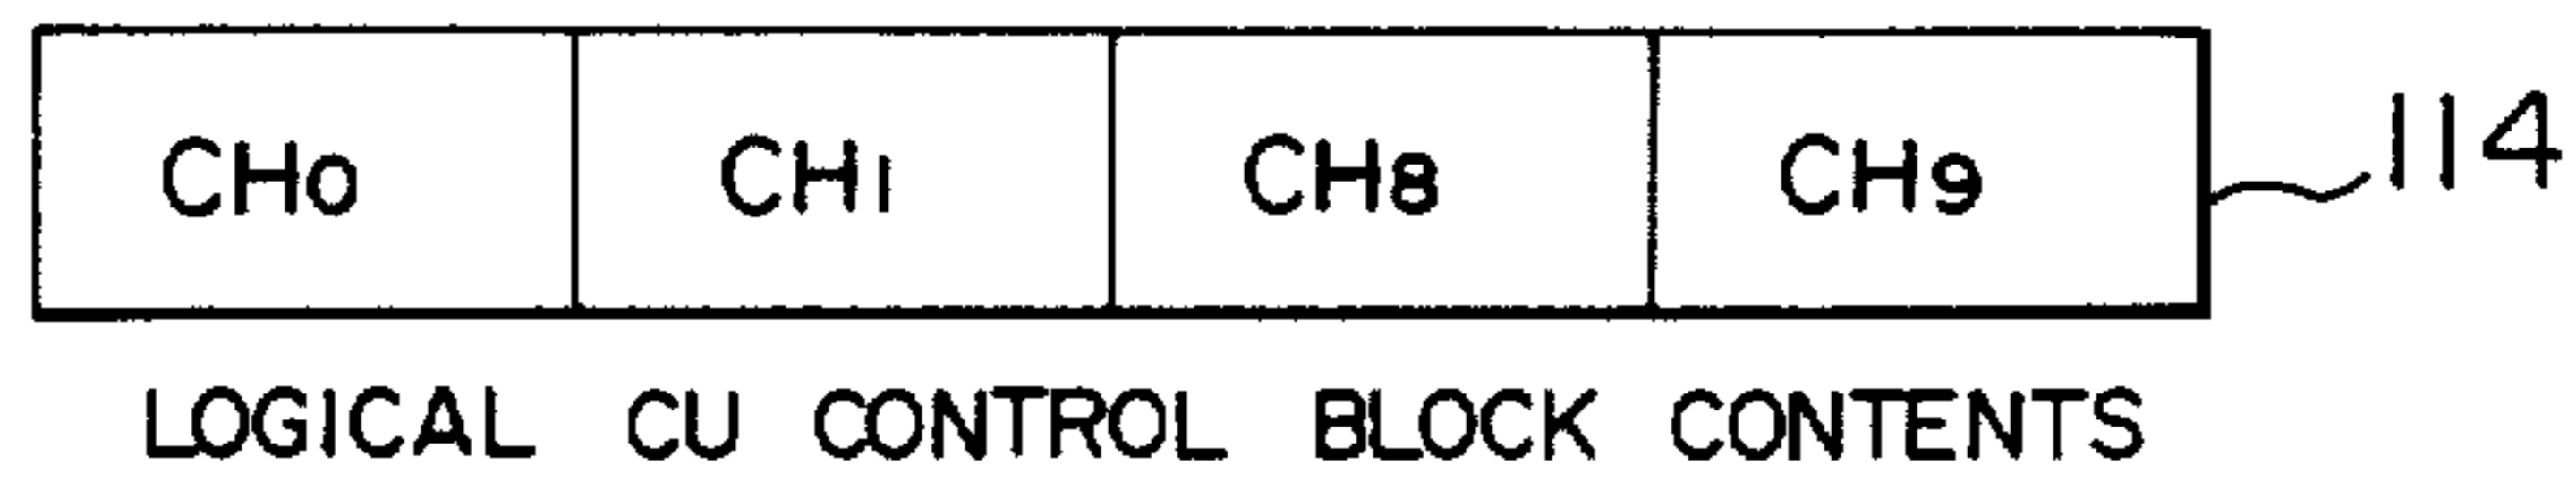 CH0 CH1 CH8 CH9 114
LOGICAL CU CONTROL BLOCK CONTENTS